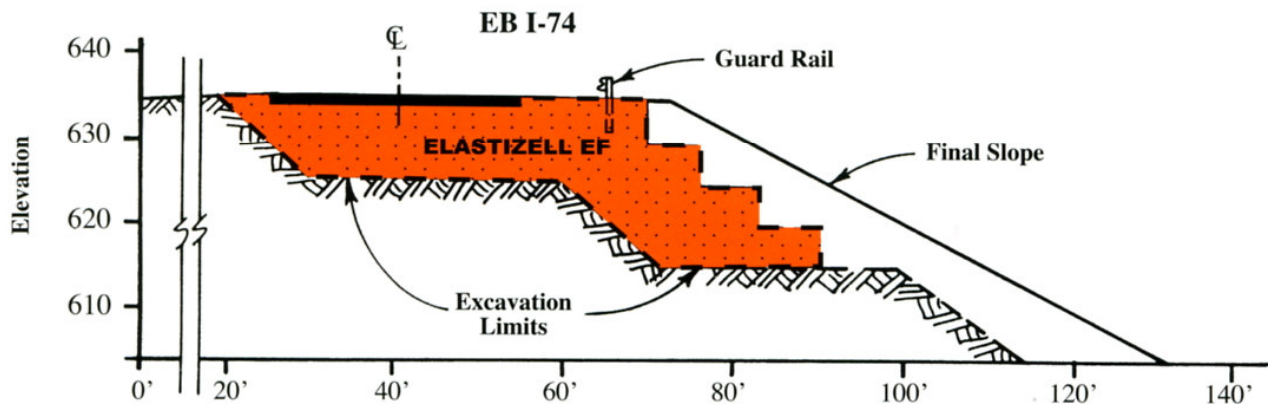 EB I-74
℄
Guard Rail
640
630
620
610
Elevation
ELASTIZELL EF
Final Slope
Excavation
Limits
0'
20'
40'
60'
80'
100'
120'
140'